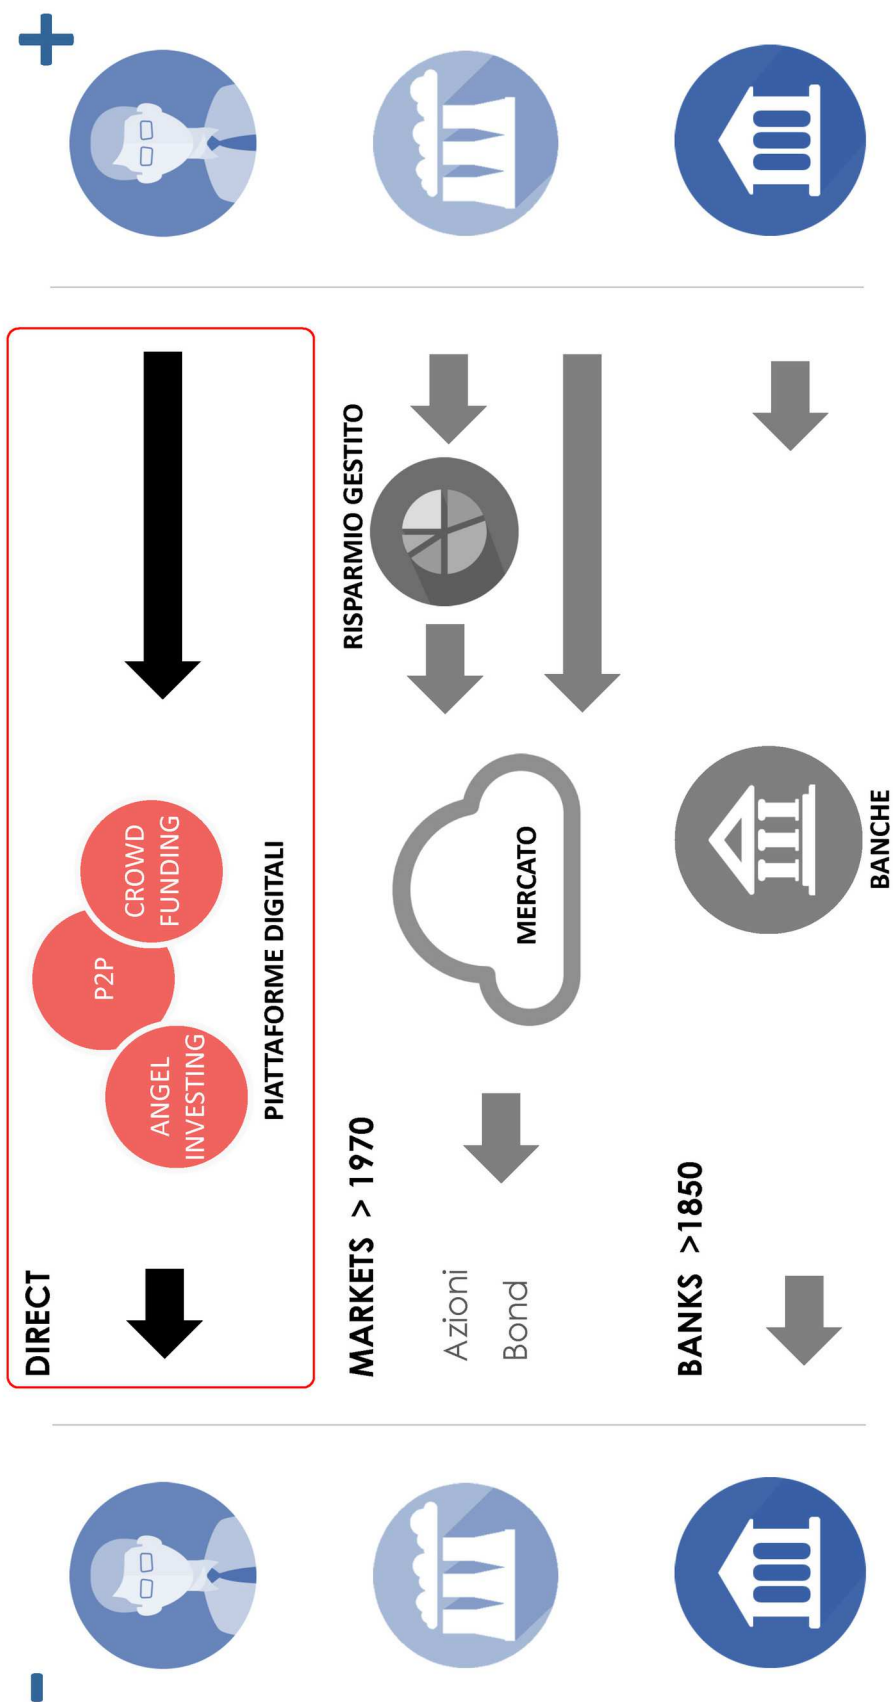 -
+
DIRECT
ANGEL
INVESTING
P2P
CROWD
FUNDING
PIATTAFORME DIGITALI
MARKETS > 1970
Azioni
Bond
MERCATO
RISPARMIO GESTITO
BANKS >1850
BANCHE